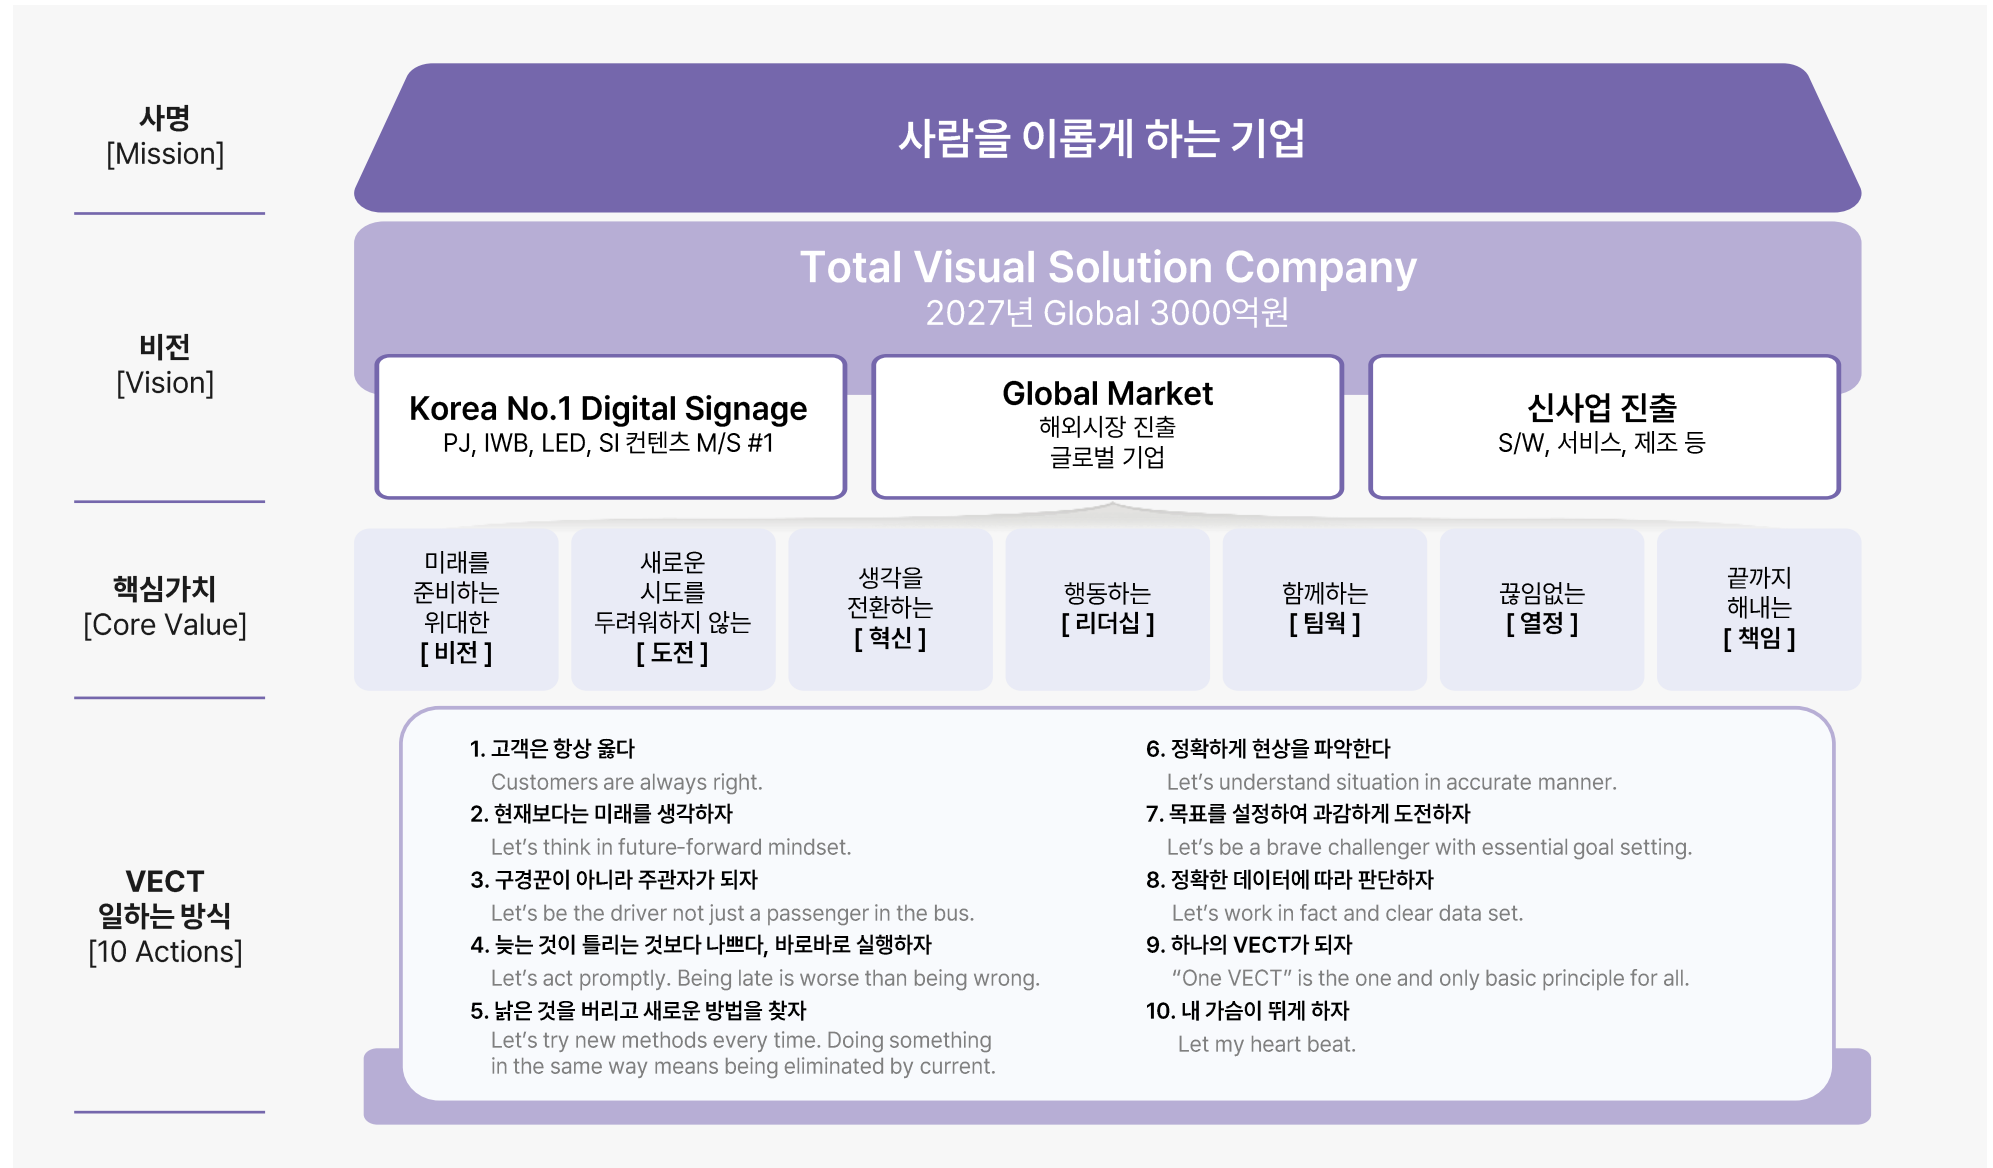 사명
[Mission]
사람을 이롭게 하는 기업
비전
[Vision]
Total Visual Solution Company
2027년 Global 3000억원
Korea No.1 Digital Signage
PJ, IWB, LED, SI 컨텐츠 M/S #1
Global Market
해외시장 진출
글로벌 기업
신사업 진출
S/W, 서비스, 제조 등
핵심가치
[Core Value]
미래를
준비하는
위대한
[ 비전 ]
새로운
시도를
두려워하지 않는
[ 도전 ]
생각을
전환하는
[ 혁신 ]
행동하는
[ 리더십 ]
함께하는
[ 팀웍 ]
끊임없는
[ 열정 ]
끝까지
해내는
[ 책임 ]
VECT
일하는 방식
[10 Actions]
1. 고객은 항상 옳다
Customers are always right.
2. 현재보다는 미래를 생각하자
Let’s think in future-forward mindset.
3. 구경꾼이 아니라 주관자가 되자
Let’s be the driver not just a passenger in the bus.
4. 늦는 것이 틀리는 것보다 나쁘다, 바로바로 실행하자
Let’s act promptly. Being late is worse than being wrong.
5. 낡은 것을 버리고 새로운 방법을 찾자
Let’s try new methods every time. Doing something
in the same way means being eliminated by current.
6. 정확하게 현상을 파악한다
Let’s understand situation in accurate manner.
7. 목표를 설정하여 과감하게 도전하자
Let’s be a brave challenger with essential goal setting.
8. 정확한 데이터에 따라 판단하자
Let’s work in fact and clear data set.
9. 하나의 VECT가 되자
“One VECT” is the one and only basic principle for all.
10. 내 가슴이 뛰게 하자
Let my heart beat.